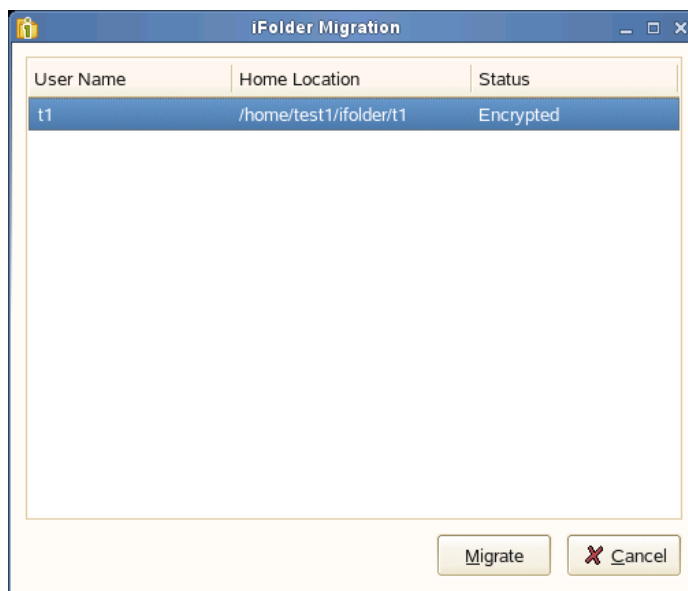 iFolder Migration
User Name Home Location Status
t1 /home/test1/ifolder/t1 Encrypted
Migrate Cancel